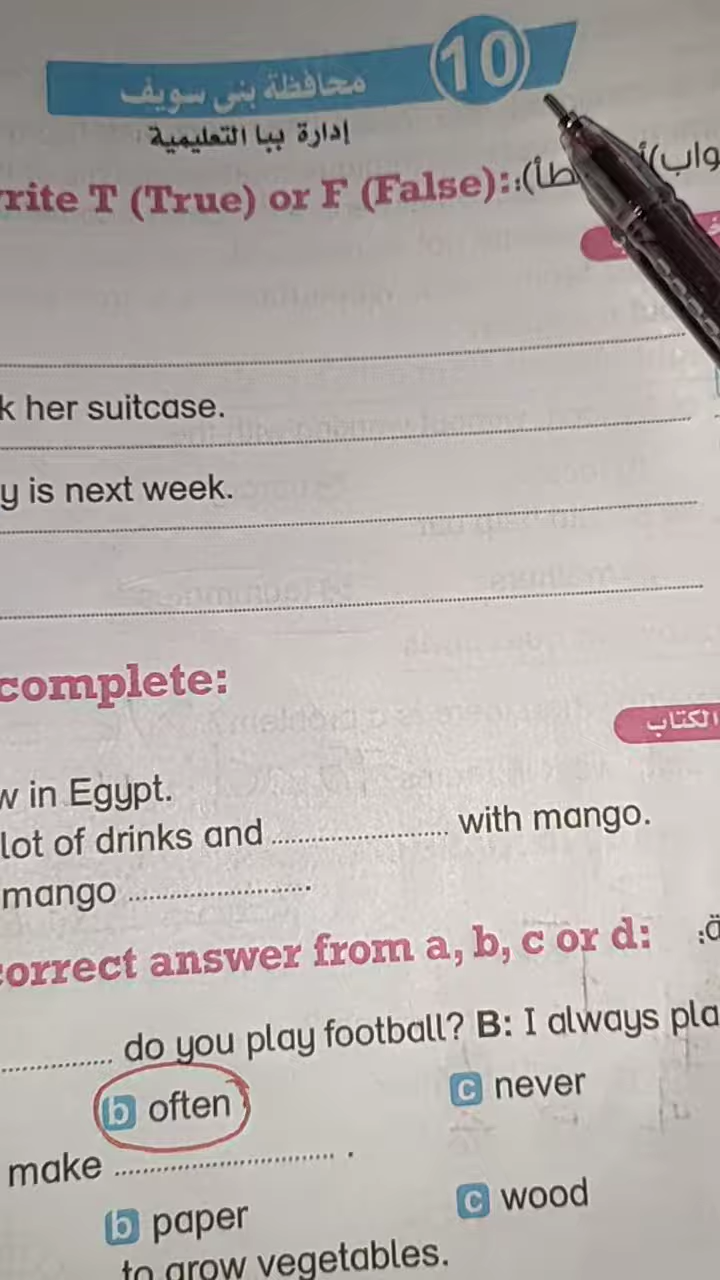 10
محافظة بنى سويف
إدارة ببا التعليمية
rite T (True) or F (False):
k her suitcase.
y is next week.
complete:
الكتاب
w in Egypt.
lot of drinks and ........................ with mango.
mango ........................
correct answer from a, b, c or d:
................ do you play football? B: I always pla
b often
c never
make ................................ .
b paper
c wood
to grow vegetables.